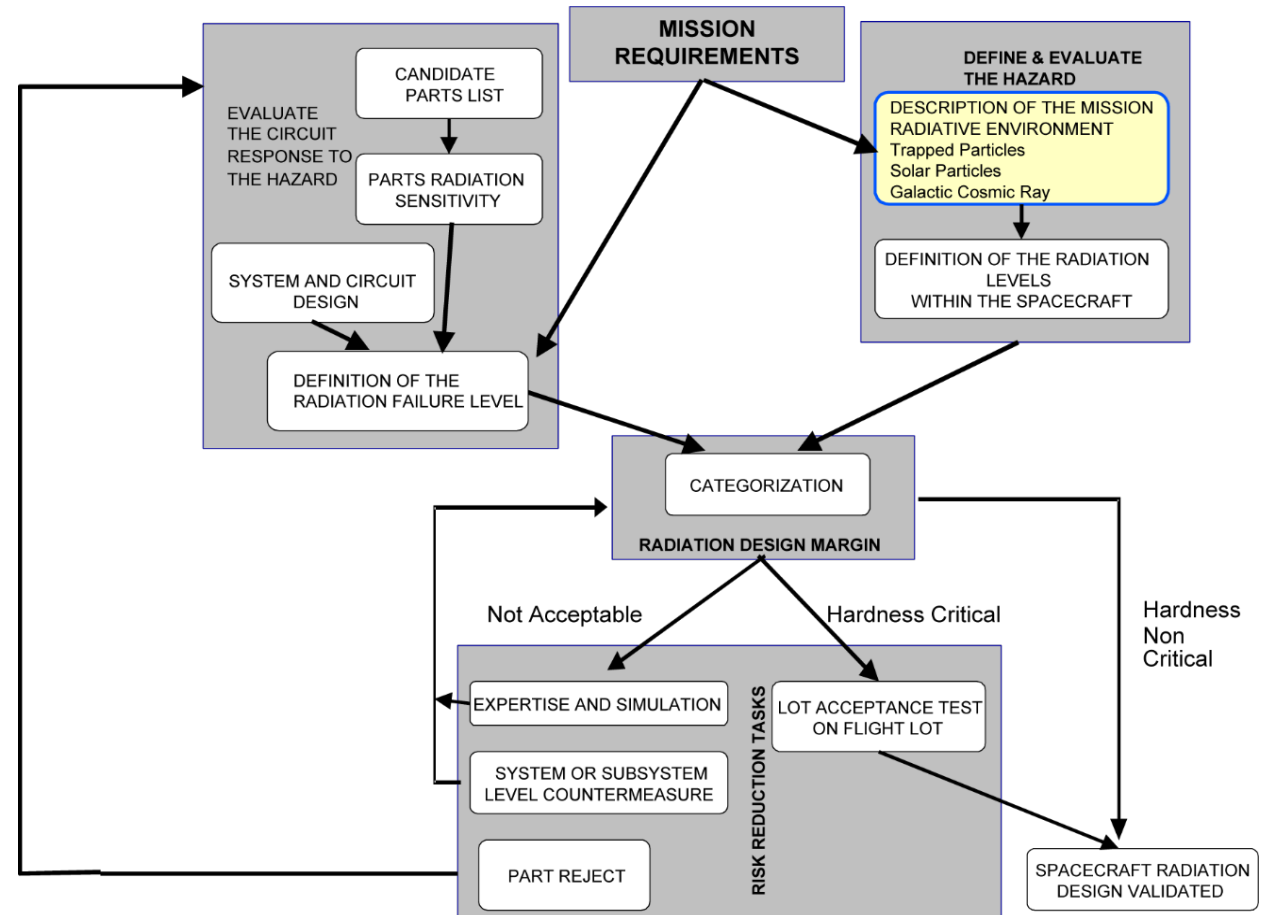 MISSION
REQUIREMENTS
EVALUATE
THE CIRCUIT
RESPONSE TO
THE HAZARD
CANDIDATE
PARTS LIST
PARTS RADIATION
SENSITIVITY
SYSTEM AND CIRCUIT
DESIGN
DEFINITION OF THE
RADIATION FAILURE LEVEL
DEFINE & EVALUATE
THE HAZARD
DESCRIPTION OF THE MISSION
RADIATIVE ENVIRONMENT
Trapped Particles
Solar Particles
Galactic Cosmic Ray
DEFINITION OF THE RADIATION
LEVELS
WITHIN THE SPACECRAFT
CATEGORIZATION
RADIATION DESIGN MARGIN
Not Acceptable
Hardness Critical
Hardness
Non
Critical
EXPERTISE AND SIMULATION
SYSTEM OR SUBSYSTEM
LEVEL COUNTERMEASURE
PART REJECT
RISK REDUCTION TASKS
LOT ACCEPTANCE TEST
ON FLIGHT LOT
SPACECRAFT RADIATION
DESIGN VALIDATED